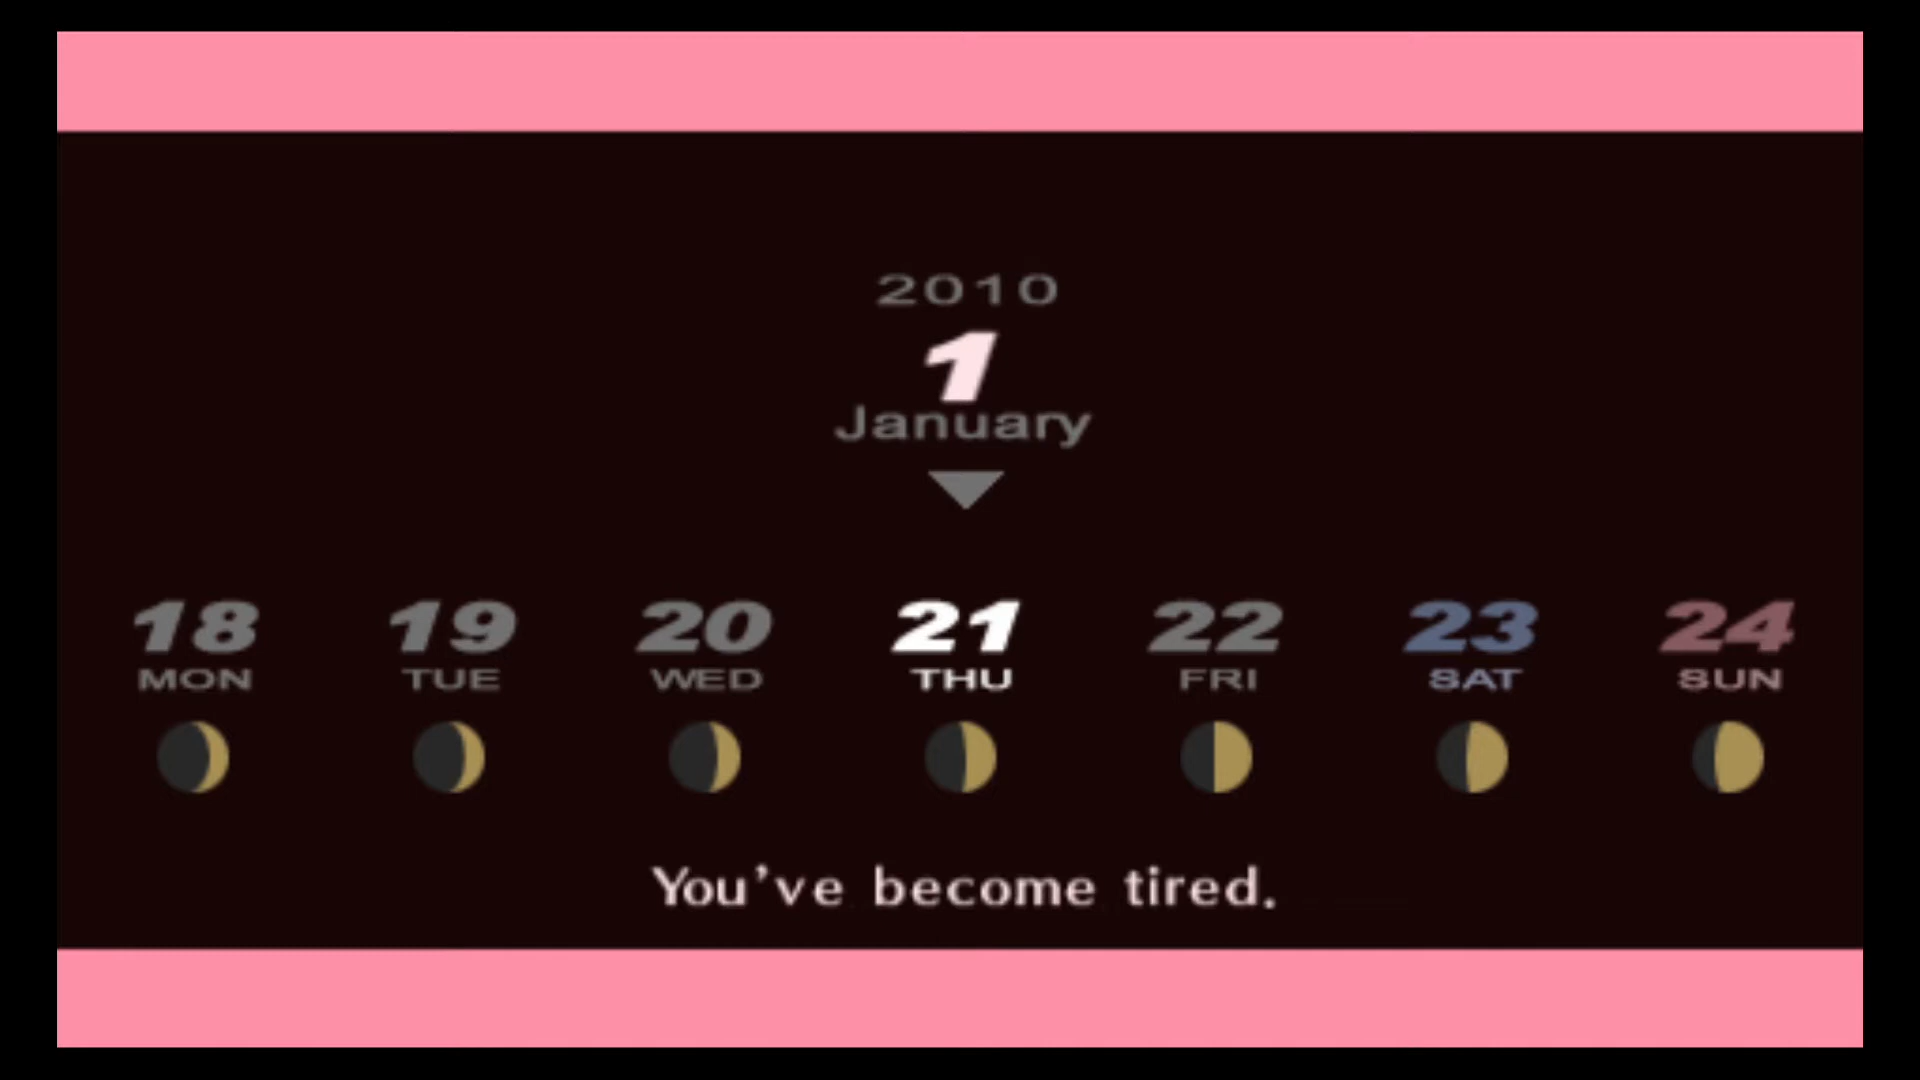 2010
1
January
18 19 20 21 22 23 24
MON TUE WED THU FRI SAT SUN
You've become tired.